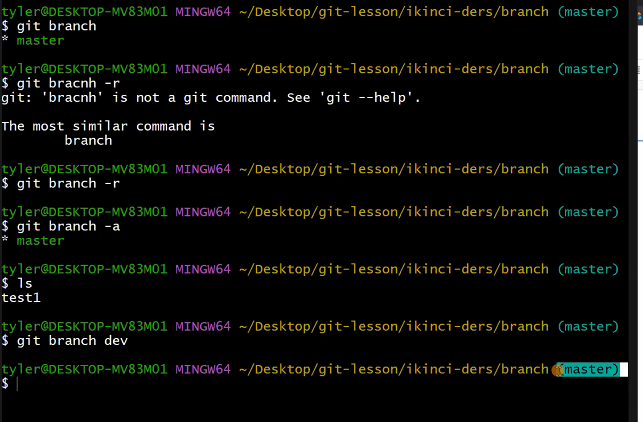 tyler@DESKTOP-MV83M01 MINGW64 ~/Desktop/git-lesson/ikinci-ders/branch (master)
$ git branch
* master
tyler@DESKTOP-MV83M01 MINGW64 ~/Desktop/git-lesson/ikinci-ders/branch (master)
$ git bracnh -r
git: 'bracnh' is not a git command. See 'git --help'.
The most similar command is
branch
tyler@DESKTOP-MV83M01 MINGW64 ~/Desktop/git-lesson/ikinci-ders/branch (master)
$ git branch -r
tyler@DESKTOP-MV83M01 MINGW64 ~/Desktop/git-lesson/ikinci-ders/branch (master)
$ git branch -a
* master
tyler@DESKTOP-MV83M01 MINGW64 ~/Desktop/git-lesson/ikinci-ders/branch (master)
$ ls
test1
tyler@DESKTOP-MV83M01 MINGW64 ~/Desktop/git-lesson/ikinci-ders/branch (master)
$ git branch dev
tyler@DESKTOP-MV83M01 MINGW64 ~/Desktop/git-lesson/ikinci-ders/branch (master)
$